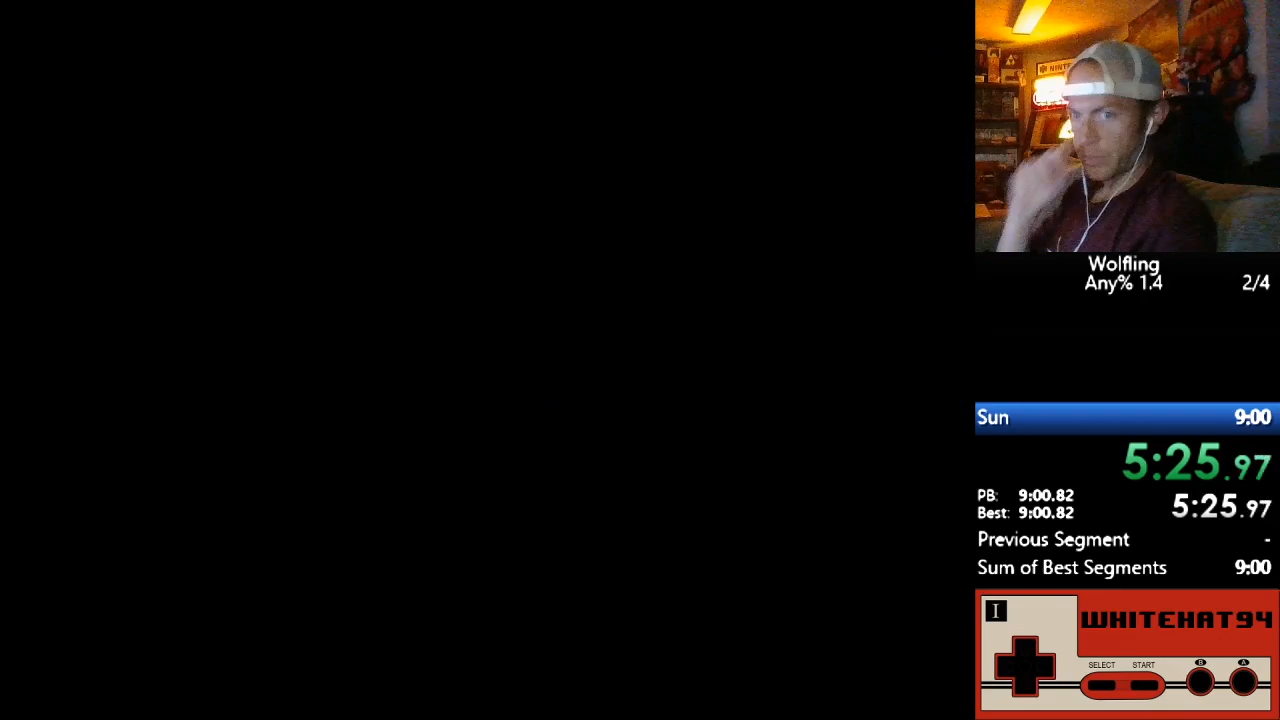 NINTE
Wolfling
Any% 1.4 2/4
Sun 9:00
5:25.97
PB: 9:00.82 5:25.97
Best: 9:00.82
Previous Segment -
Sum of Best Segments 9:00
I
WHITEHAT94
SELECT START B A